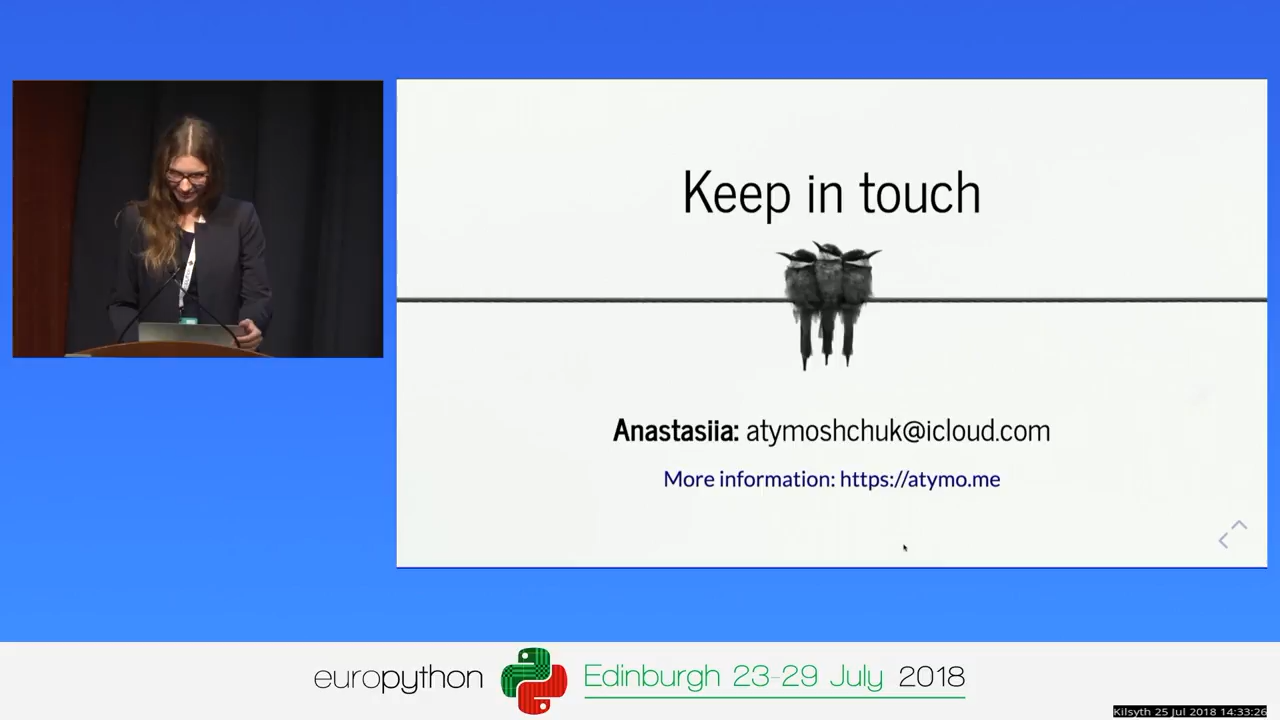 Keep in touch
Anastasiia: atymoshchuk@icloud.com
More information: https://atymo.me
europython Edinburgh 23-29 July 2018
Kilsyth 25 Jul 2018 14:33:26